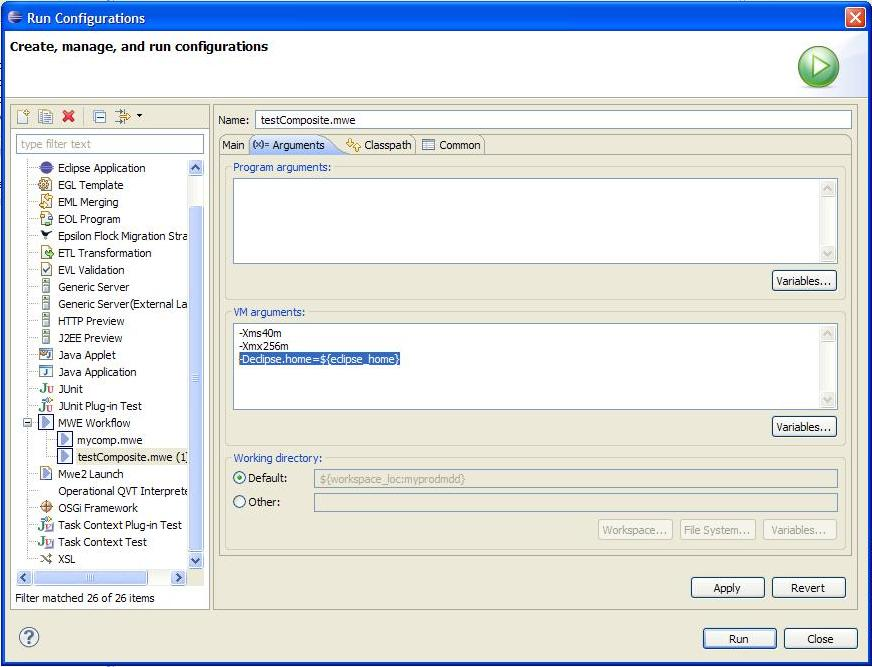 Run Configurations
Create, manage, and run configurations
type filter text
Eclipse Application
EGL Template
EML Merging
EOL Program
Epsilon Flock Migration Stra
ETL Transformation
EVL Validation
Generic Server
Generic Server(External La
HTTP Preview
J2EE Preview
Java Applet
Java Application
JUnit
JUnit Plug-in Test
MWE Workflow
mycomp.mwe
testComposite.mwe (1)
Mwe2 Launch
Operational QVT Interprete
OSGi Framework
Task Context Plug-in Test
Task Context Test
XSL
Filter matched 26 of 26 items
Name: testComposite.mwe
Main (x)= Arguments Classpath Common
Program arguments:
Variables...
VM arguments:
-Xms40m
-Xmx256m
-Declipse.home=${eclipse_home}
Variables...
Working directory:
Default: ${workspace_loc:myprodmdd}
Other:
Workspace... File System... Variables...
Apply Revert
? Run Close